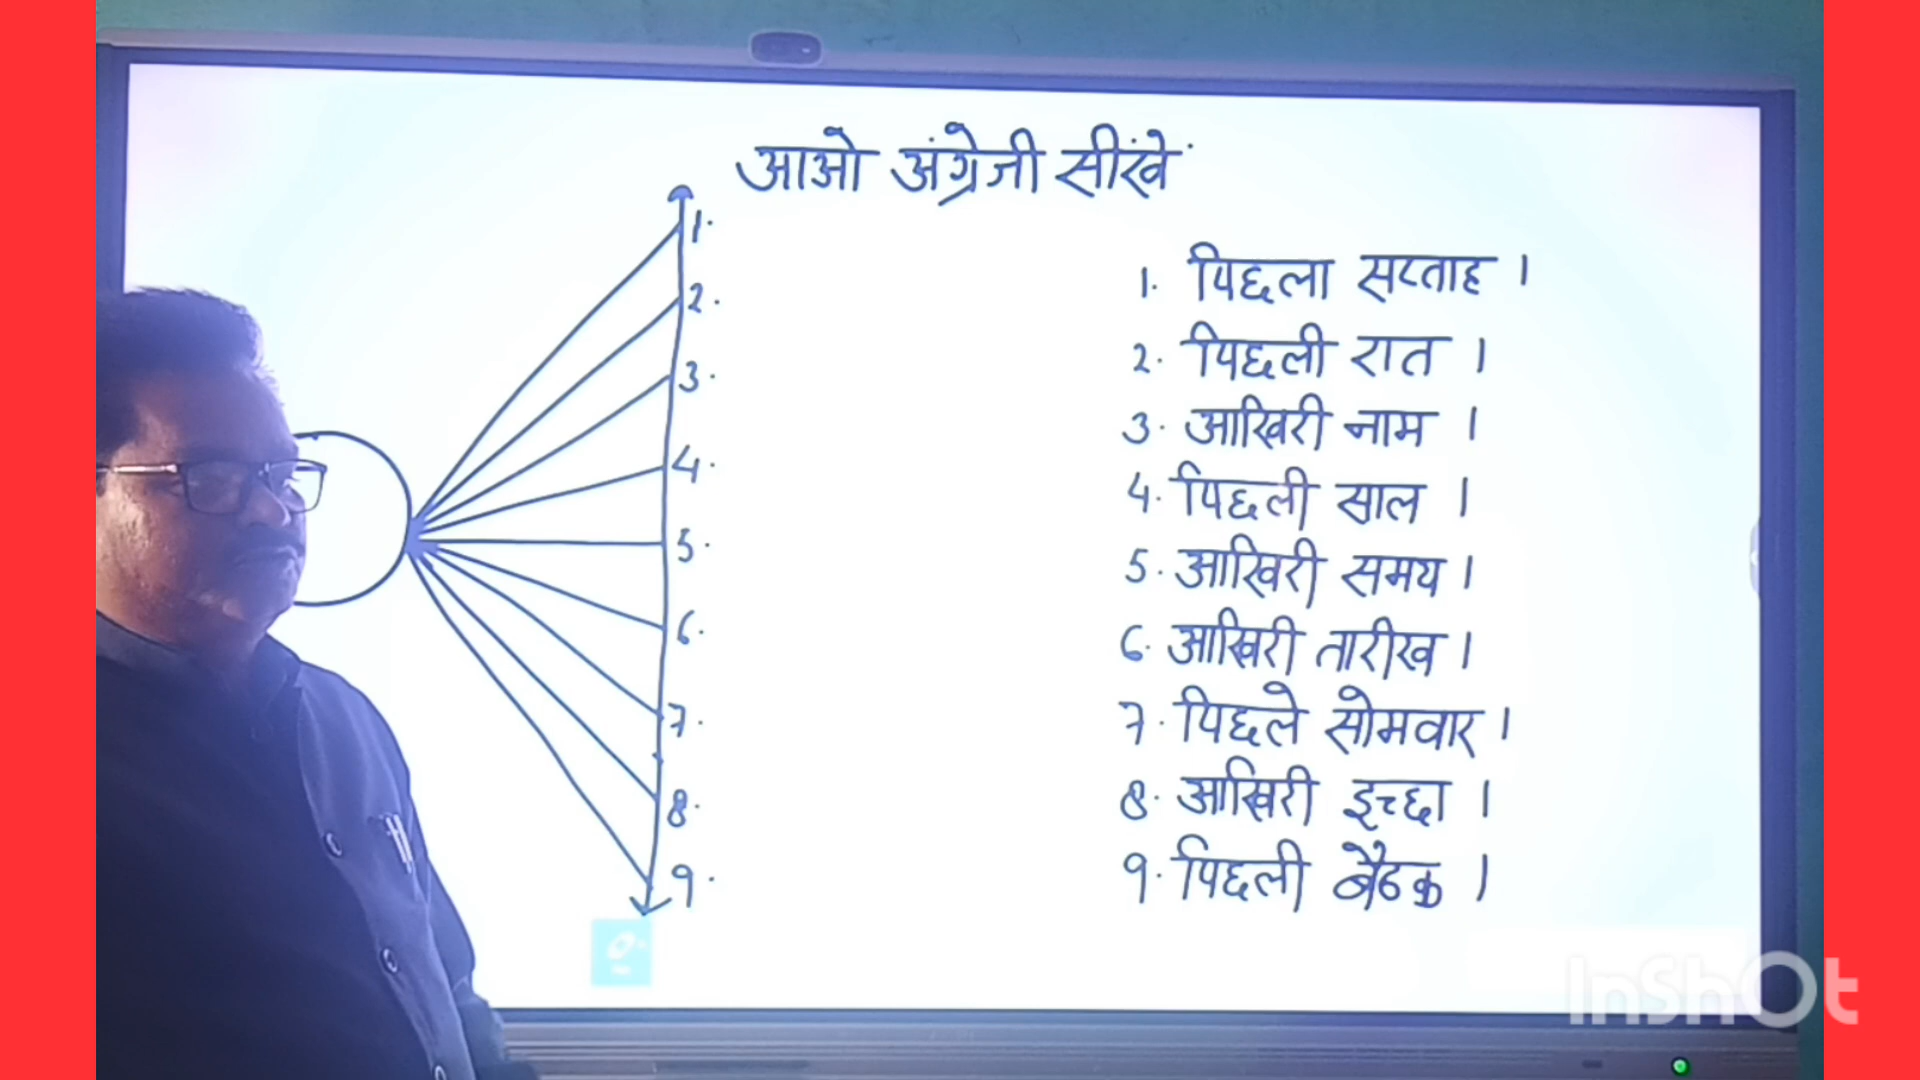 आओ अंग्रेजी सीखें
1.
2.
3.
4.
5.
6.
7.
8.
9.
1. पिछला सप्ताह ।
2. पिछली रात ।
3. आखिरी नाम ।
4. पिछली साल ।
5. आखिरी समय ।
6. आखिरी तारीख ।
7. पिछले सोमवार ।
8. आखिरी इच्छा ।
9. पिछली बैठक ।
InShOt